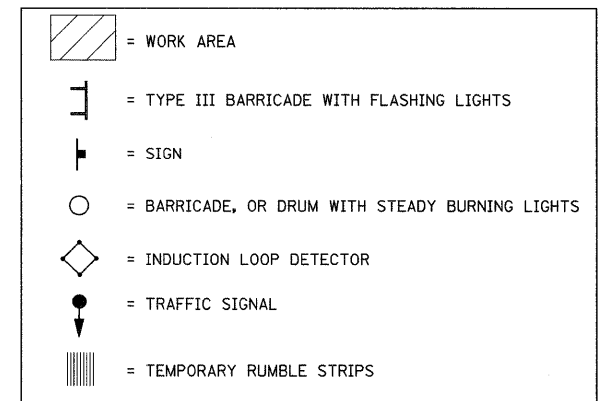 = WORK AREA
= TYPE III BARRICADE WITH FLASHING LIGHTS
= SIGN
= BARRICADE, OR DRUM WITH STEADY BURNING LIGHTS
= INDUCTION LOOP DETECTOR
= TRAFFIC SIGNAL
= TEMPORARY RUMBLE STRIPS